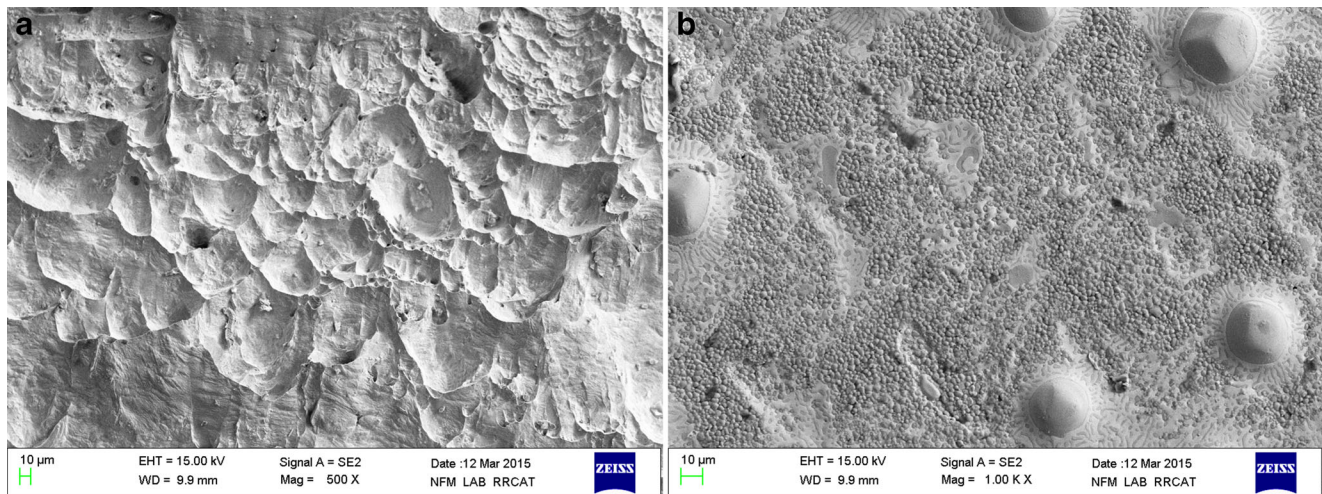 a
b
10 µm
EHT = 15.00 kV
WD = 9.9 mm
Signal A = SE2
Mag = 500 X
Date :12 Mar 2015
NFM LAB RRCAT
ZEISS
10 µm
EHT = 15.00 kV
WD = 9.9 mm
Signal A = SE2
Mag = 1.00 K X
Date :12 Mar 2015
NFM LAB RRCAT
ZEISS